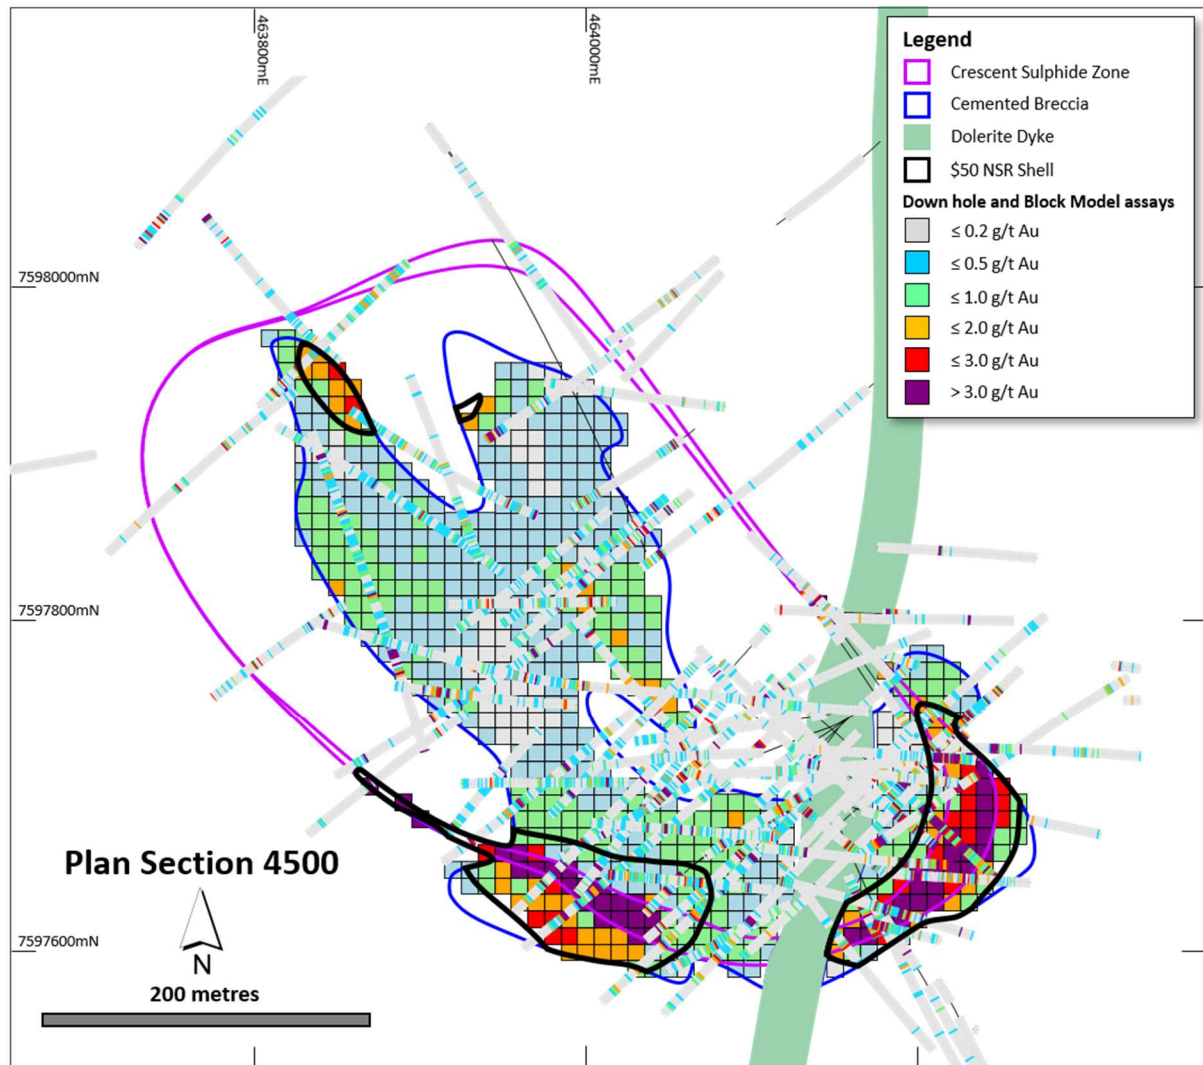 463800mE
464000mE
Legend
Crescent Sulphide Zone
Cemented Breccia
Dolerite Dyke
$50 NSR Shell
Down hole and Block Model assays
≤ 0.2 g/t Au
≤ 0.5 g/t Au
≤ 1.0 g/t Au
≤ 2.0 g/t Au
≤ 3.0 g/t Au
> 3.0 g/t Au
7598000mN
7597800mN
Plan Section 4500
7597600mN
N
200 metres